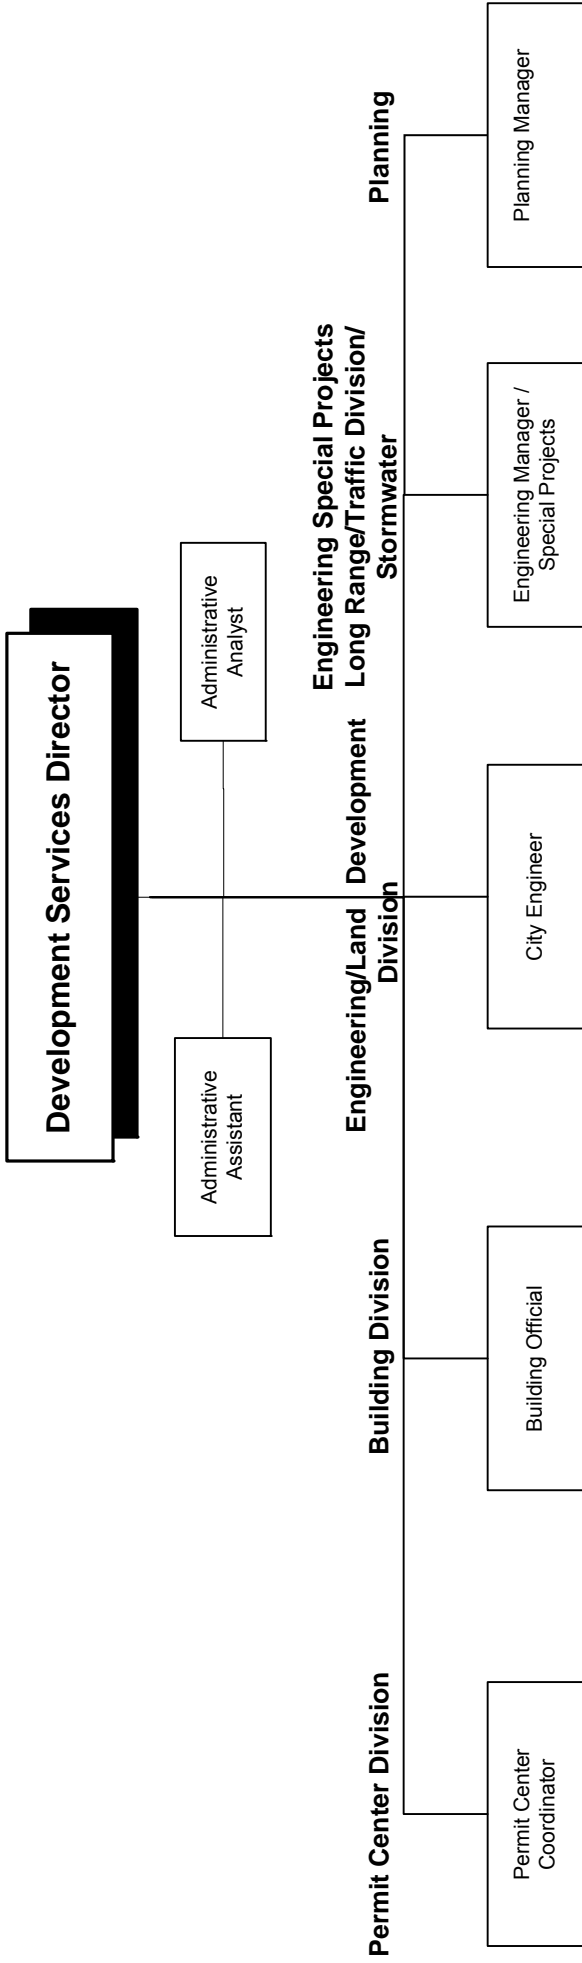 Development Services Director
Administrative
Assistant
Administrative
Analyst
Permit Center Division
Building Division
Engineering/Land Development
Division
Engineering Special Projects
Long Range/Traffic Division/
Stormwater
Planning
Permit Center
Coordinator
Building Official
City Engineer
Engineering Manager /
Special Projects
Planning Manager